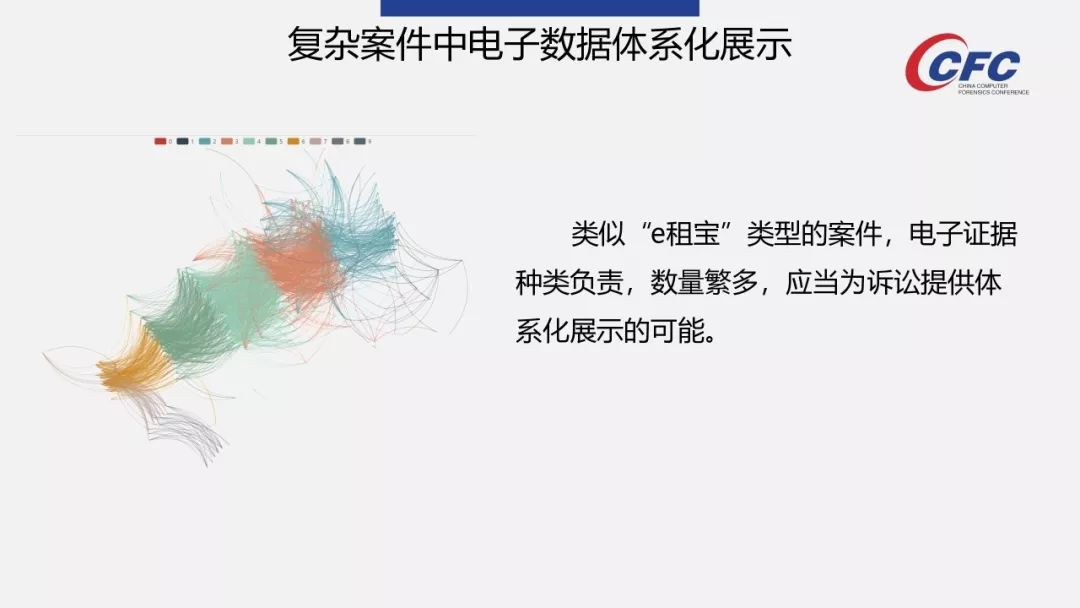 复杂案件中电子数据体系化展示
CFC
CHINA COMPUTER
FORENSICS CONFERENCE
0 1 2 3 4 5 6 7 8 9
类似“e租宝”类型的案件，电子证据
种类负责，数量繁多，应当为诉讼提供体
系化展示的可能。